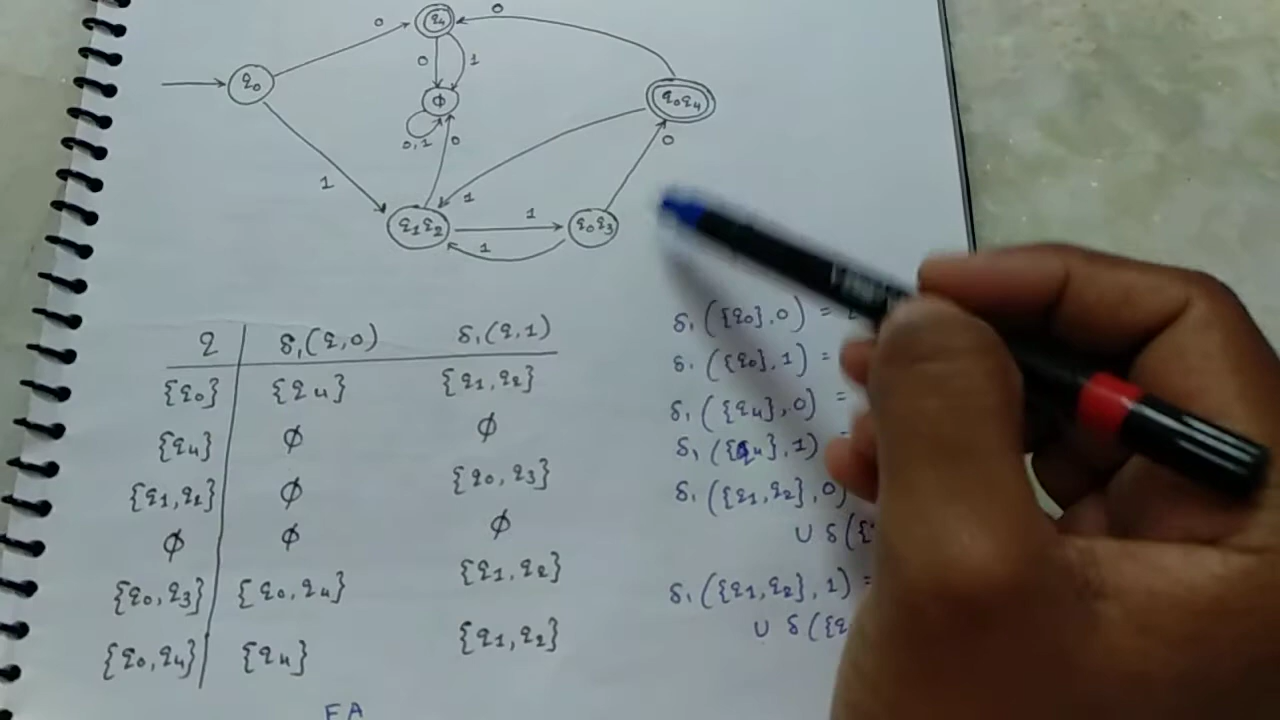 0 q4 0
0 1
q0 φ q0q4
0,1 0 0
1 1
q1q2 1 q0q3
1
q δ1(q,0) δ1(q,1)
{q0} {q4} {q1,q2}
{q4} φ φ
{q1,q2} φ {q0,q3}
φ φ φ
{q0,q3} {q0,q4} {q1,q2}
{q0,q4} {q4} {q1,q2}
FA
δ1({q0},0) =
δ1({q0},1) =
δ1({q4},0) =
δ1({q4},1) =
δ1({q1,q2},0)
∪ δ({
δ1({q1,q2},1) =
∪ δ({q